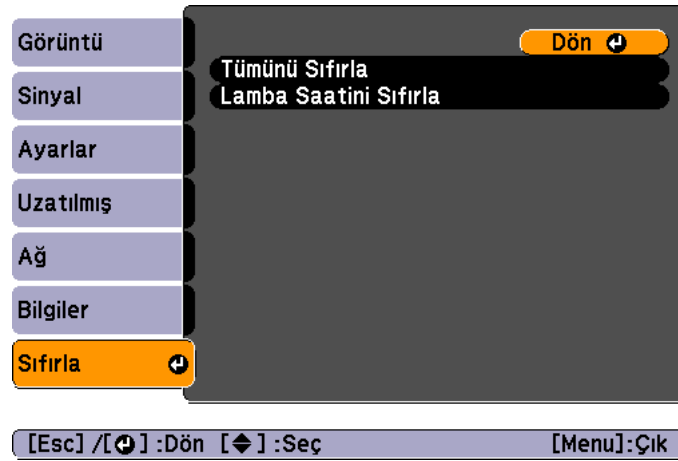 Görüntü
Sinyal
Ayarlar
Uzatılmış
Ağ
Bilgiler
Sıfırla
Dön
Tümünü Sıfırla
Lamba Saatini Sıfırla
[Esc] /[⏎] :Dön [◆] :Seç [Menu]:Çık